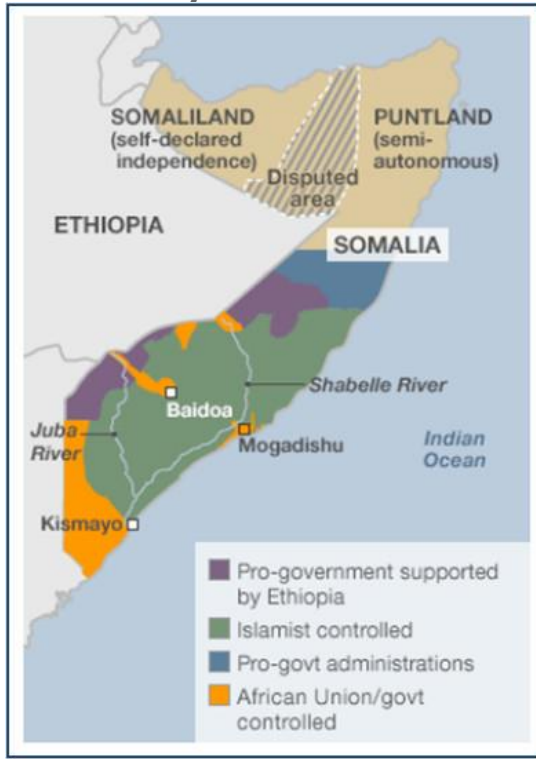 SOMALILAND
(self-declared
independence)
PUNTLAND
(semi-
autonomous)
Disputed
area
ETHIOPIA
SOMALIA
Shabelle River
Baidoa
Juba
River
Mogadishu
Indian
Ocean
Kismayo
Pro-government supported
by Ethiopia
Islamist controlled
Pro-govt administrations
African Union/govt
controlled